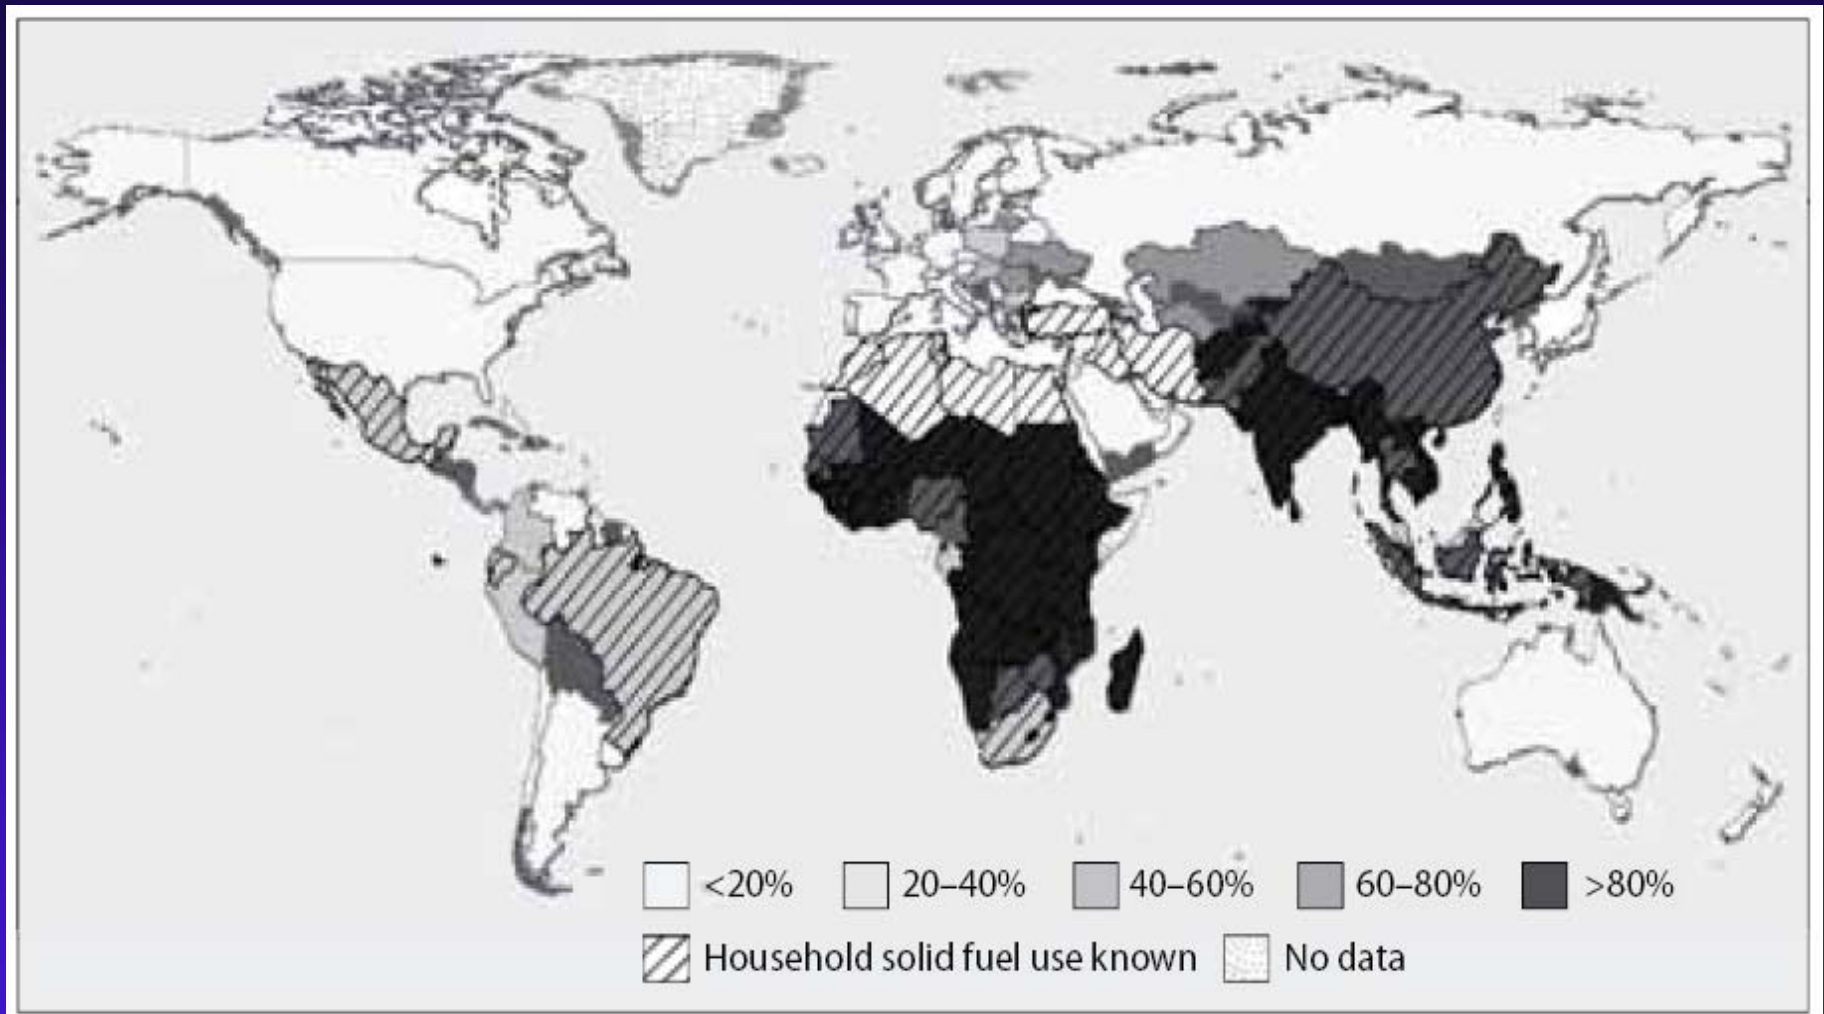 <20% 20–40% 40–60% 60–80% >80%
Household solid fuel use known No data